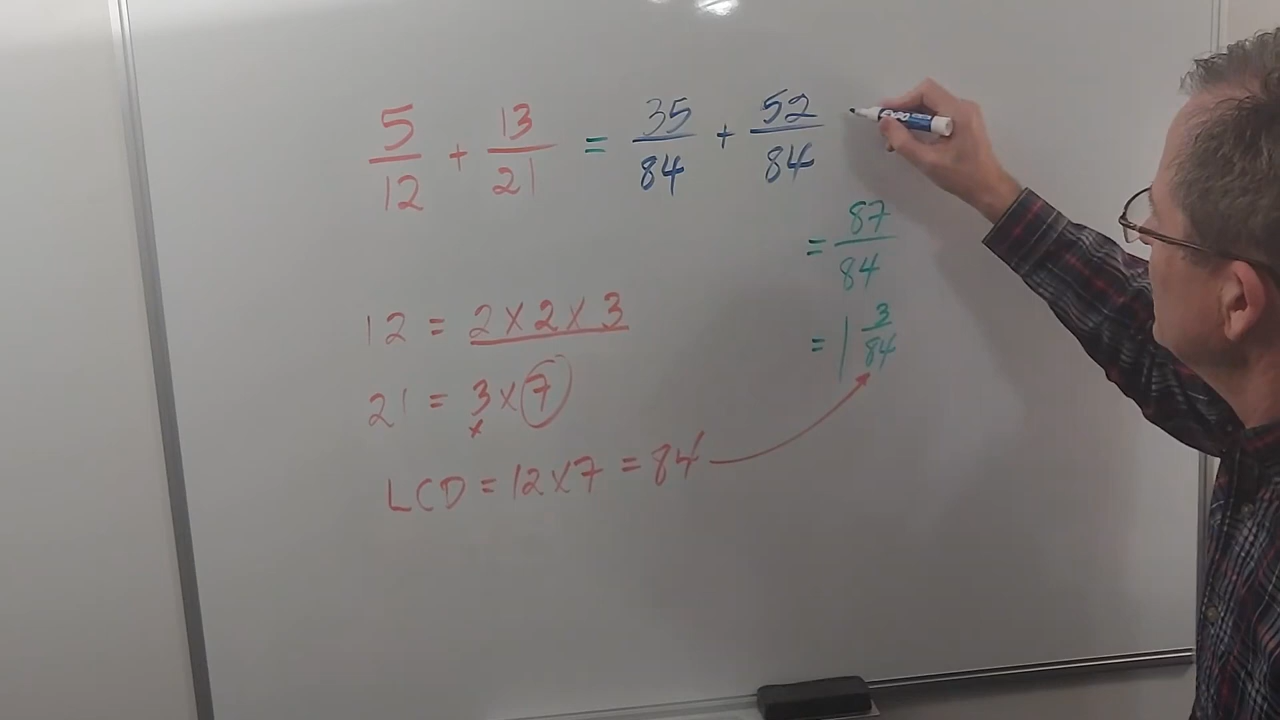 5/12 + 13/21 = 35/84 + 52/84
= 87/84
= 1 3/84
12 = 2 x 2 x 3
21 = 3 x 7
x
LCD = 12 x 7 = 84